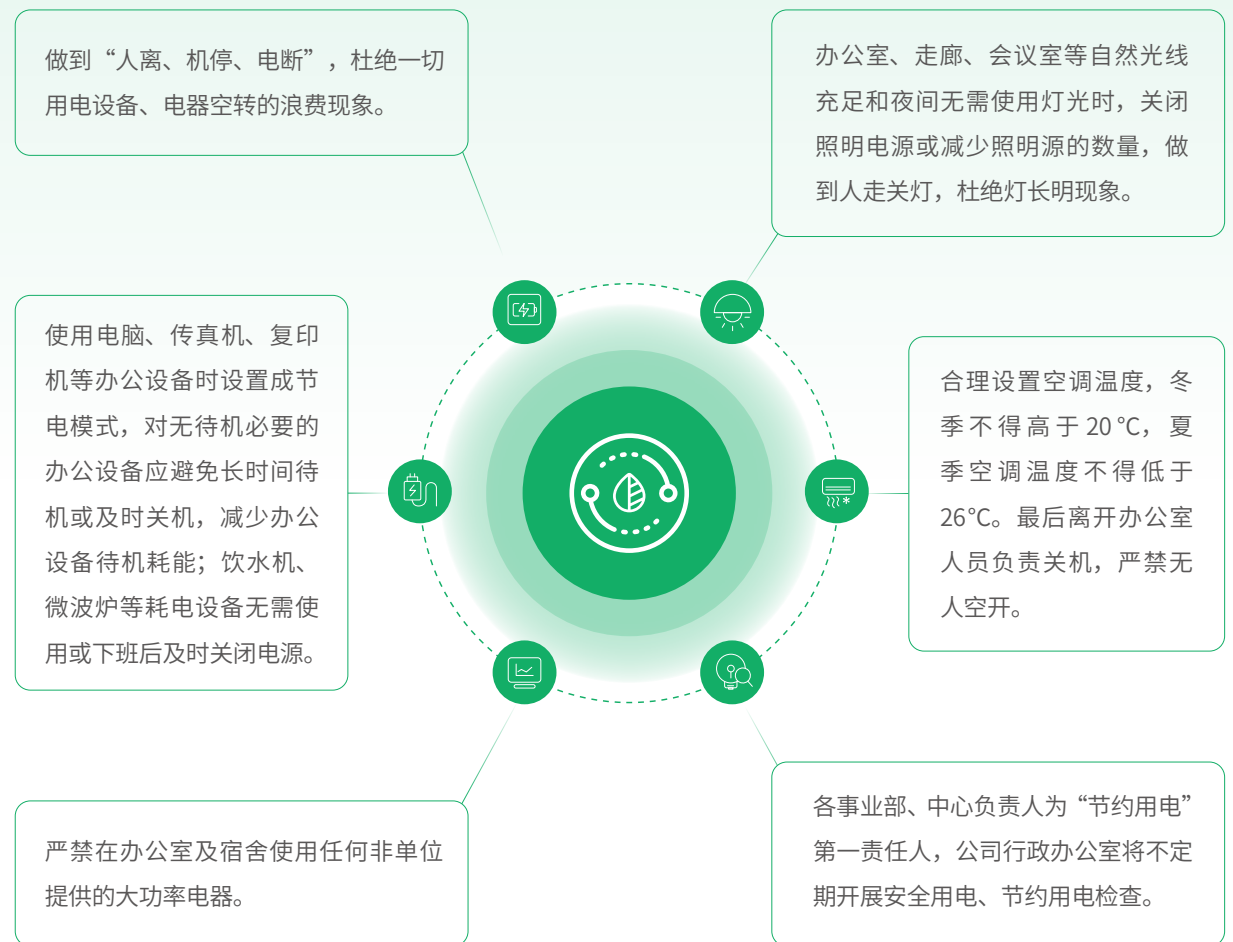 做到“人离、机停、电断”，杜绝一切
用电设备、电器空转的浪费现象。
办公室、走廊、会议室等自然光线
充足和夜间无需使用灯光时，关闭
照明电源或减少照明源的数量，做
到人走关灯，杜绝灯长明现象。
使用电脑、传真机、复印
机等办公设备时设置成节
电模式，对无待机必要的
办公设备应避免长时间待
机或及时关机，减少办公
设备待机耗能；饮水机、
微波炉等耗电设备无需使
用或下班后及时关闭电源。
合理设置空调温度，冬
季不得高于20℃，夏
季空调温度不得低于
26℃。最后离开办公室
人员负责关机，严禁无
人空开。
严禁在办公室及宿舍使用任何非单位
提供的大功率电器。
各事业部、中心负责人为“节约用电”
第一责任人，公司行政办公室将不定
期开展安全用电、节约用电检查。